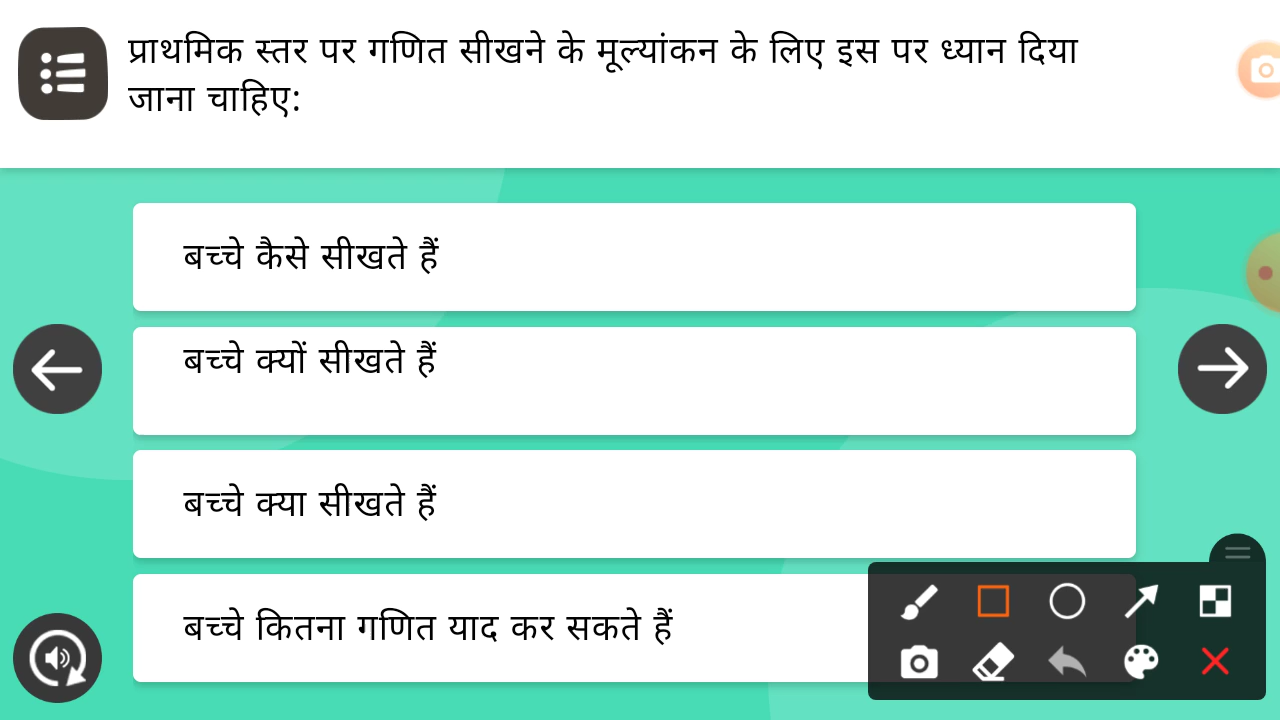 प्राथमिक स्तर पर गणित सीखने के मूल्यांकन के लिए इस पर ध्यान दिया
जाना चाहिए:
बच्चे कैसे सीखते हैं
बच्चे क्यों सीखते हैं
बच्चे क्या सीखते हैं
बच्चे कितना गणित याद कर सकते हैं